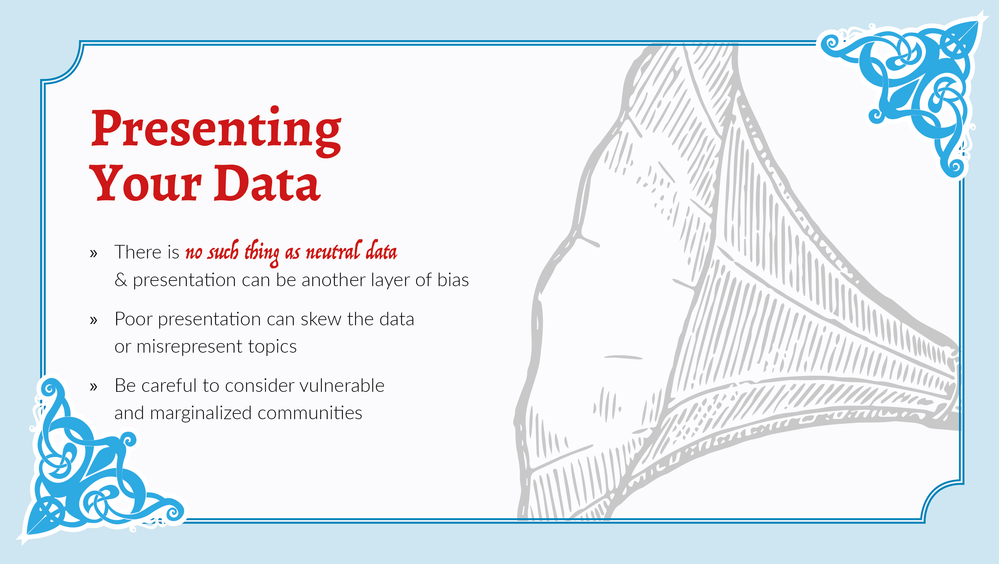 Presenting
Your Data
» There is no such thing as neutral data
& presentation can be another layer of bias
» Poor presentation can skew the data
or misrepresent topics
» Be careful to consider vulnerable
and marginalized communities